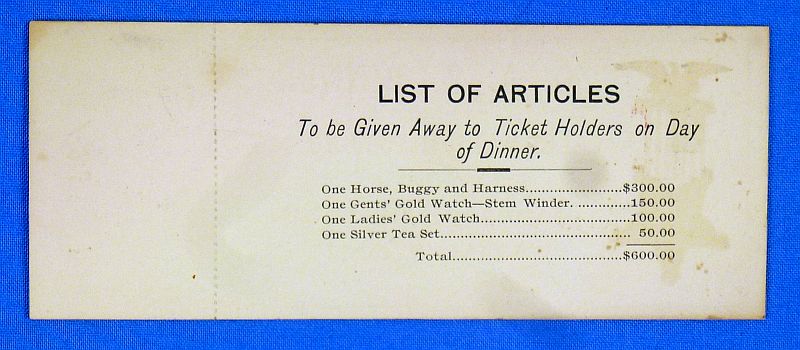 LIST OF ARTICLES
To be Given Away to Ticket Holders on Day
of Dinner.
One Horse, Buggy and Harness........................$300.00
One Gents' Gold Watch—Stem Winder. .............150.00
One Ladies' Gold Watch.....................................100.00
One Silver Tea Set............................................... 50.00
Total..........................................$600.00